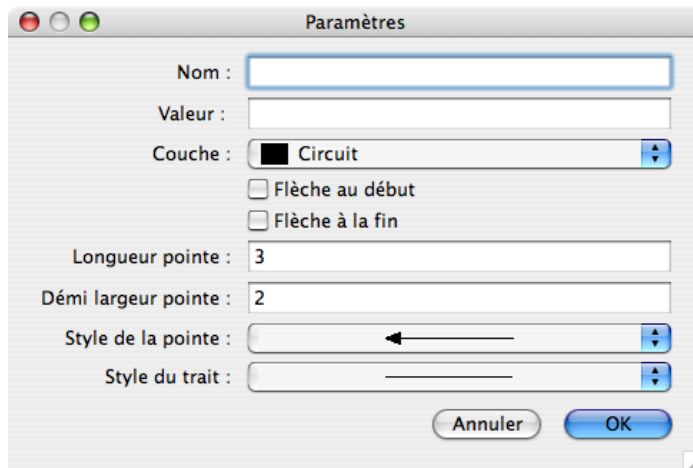 Paramètres
Nom :
Valeur :
Couche : Circuit
Flèche au début
Flèche à la fin
Longueur pointe : 3
Démi largeur pointe : 2
Style de la pointe :
Style du trait :
Annuler OK